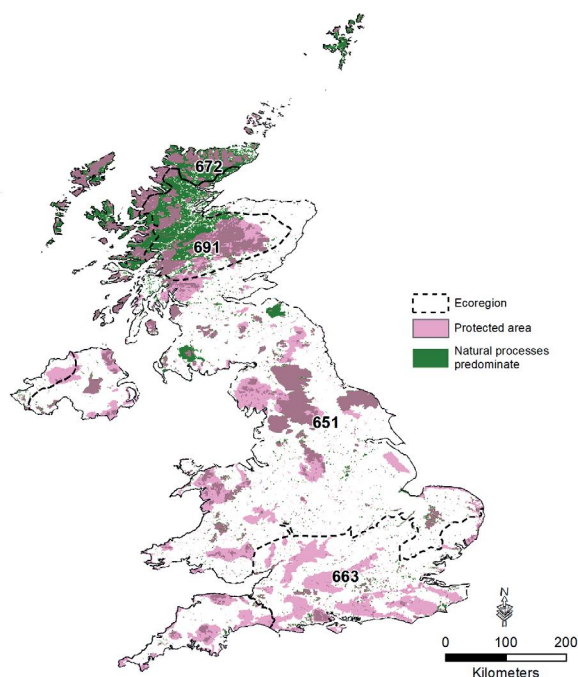 672
691
Ecoregion
Protected area
Natural processes
predominate
651
663
N
0 100 200
Kilometers